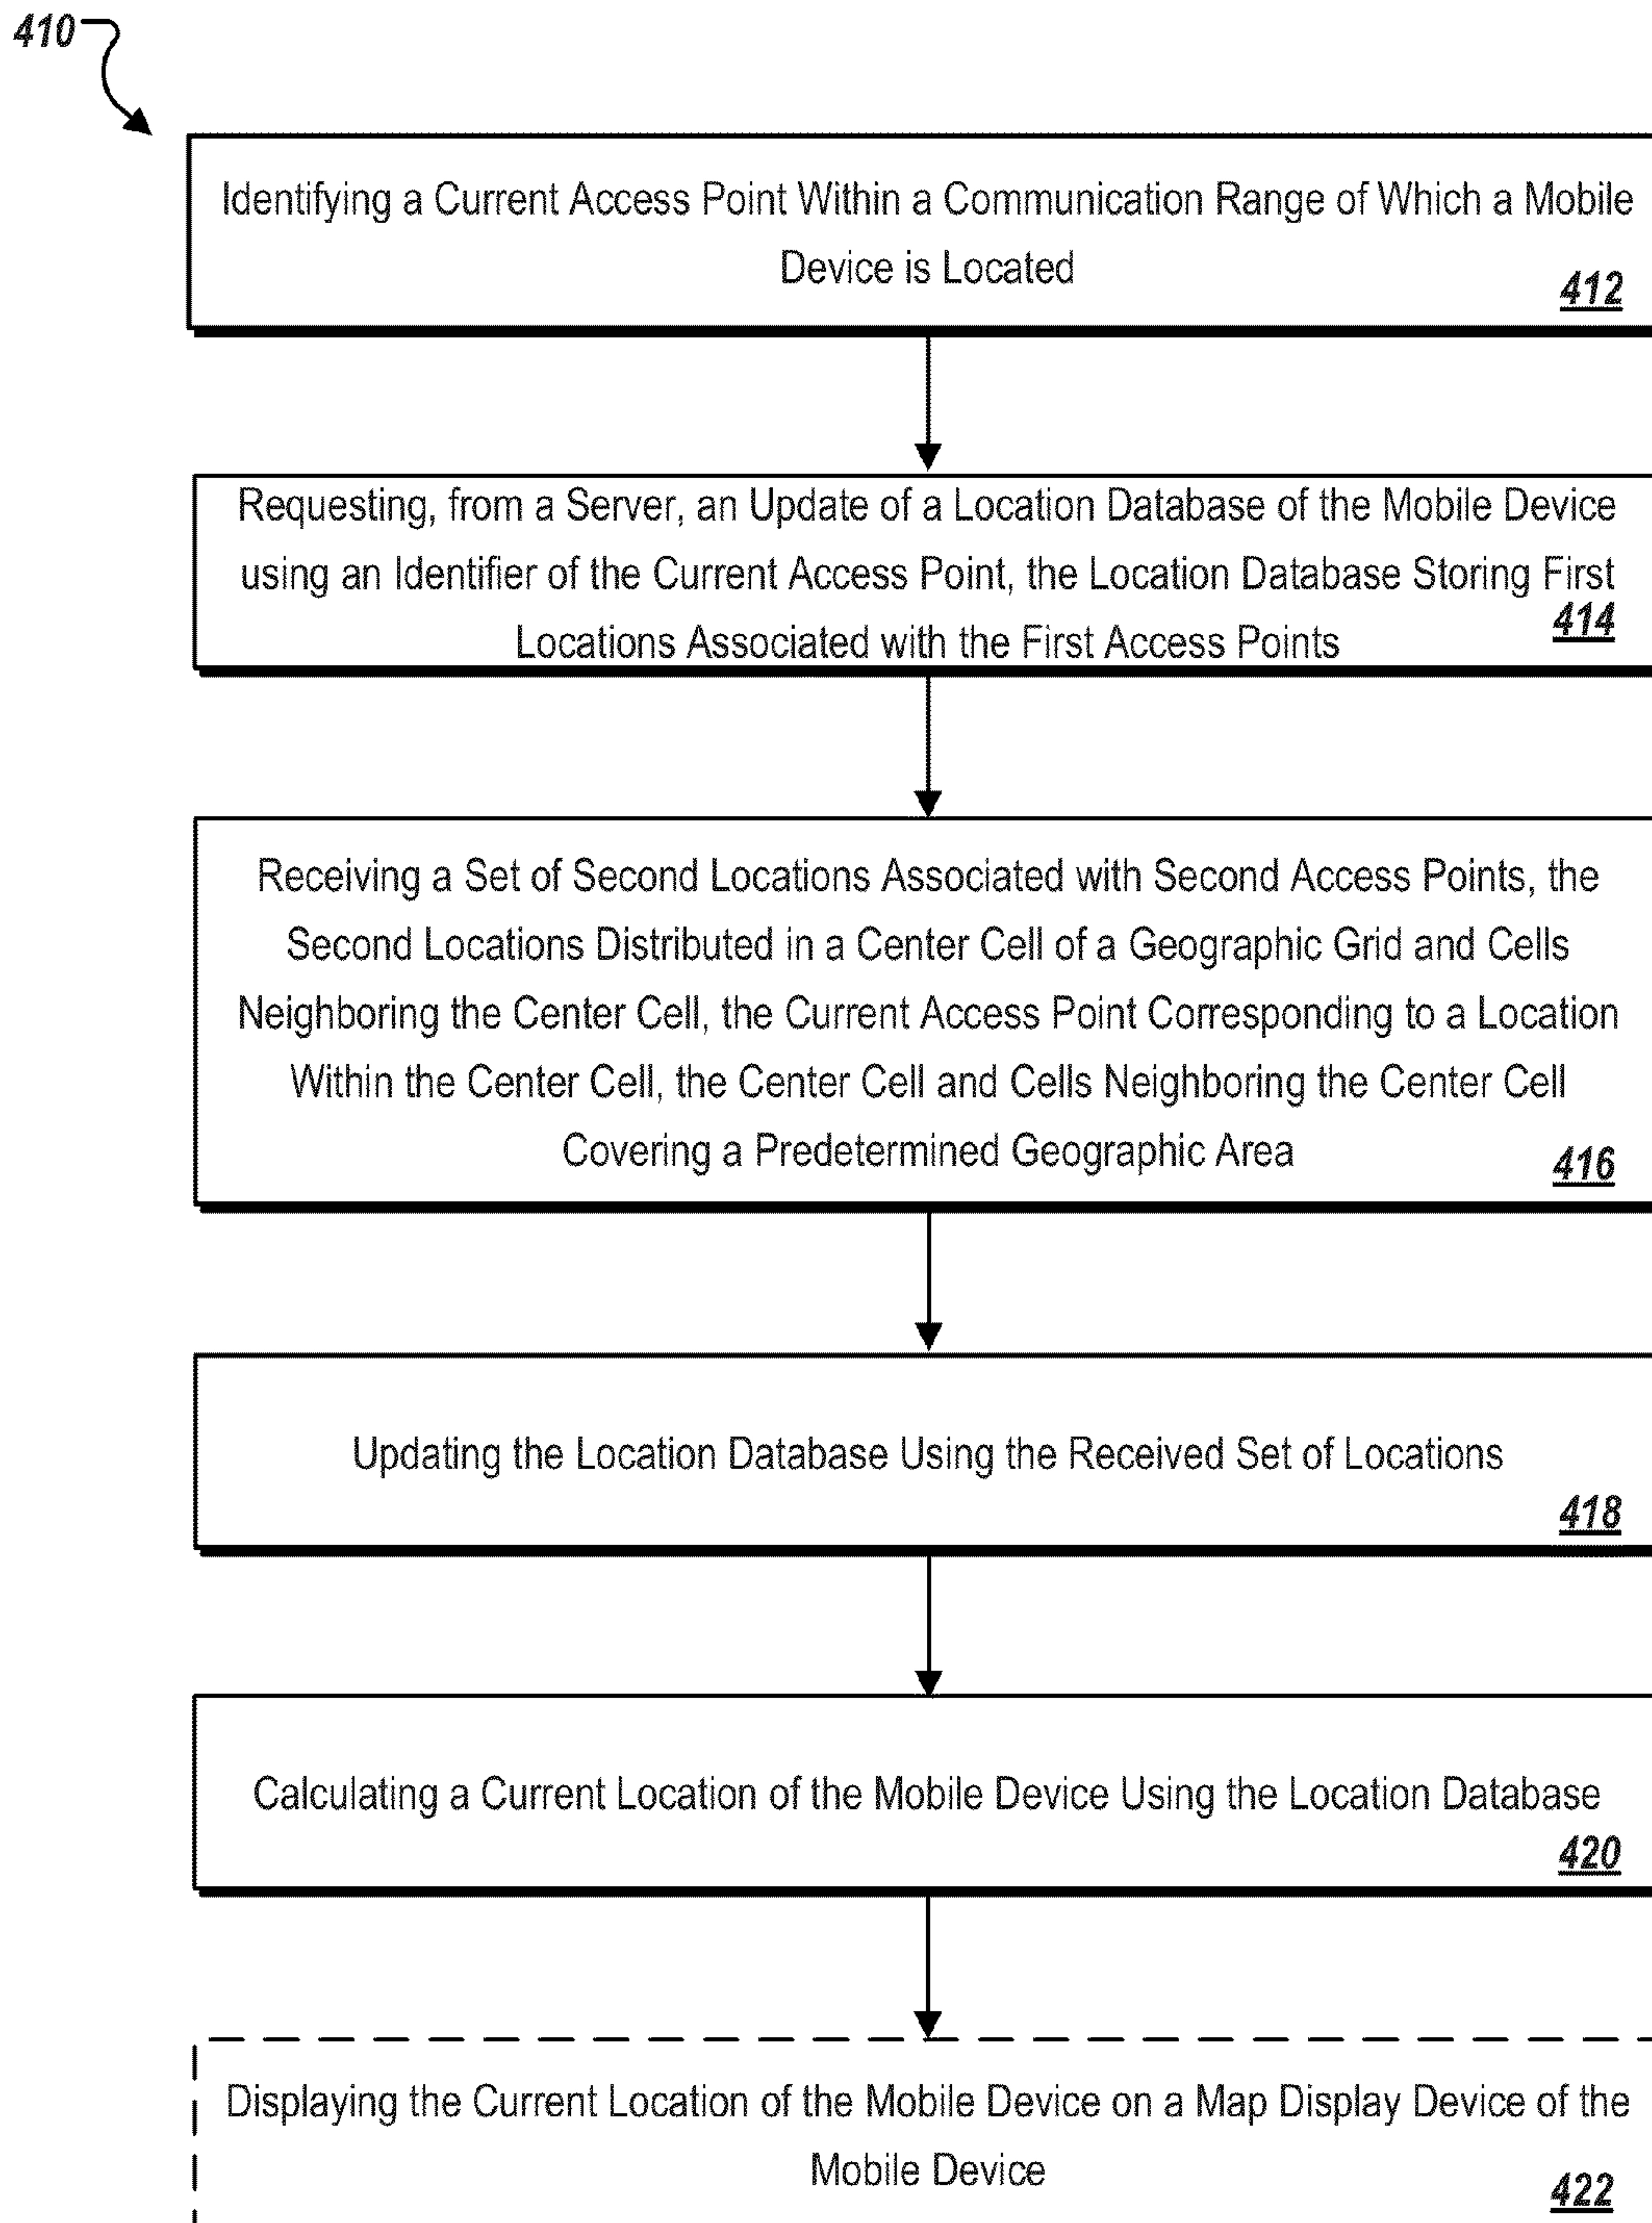 410
Identifying a Current Access Point Within a Communication Range of Which a Mobile
Device is Located
412
Requesting, from a Server, an Update of a Location Database of the Mobile Device
using an Identifier of the Current Access Point, the Location Database Storing First
Locations Associated with the First Access Points
414
Receiving a Set of Second Locations Associated with Second Access Points, the
Second Locations Distributed in a Center Cell of a Geographic Grid and Cells
Neighboring the Center Cell, the Current Access Point Corresponding to a Location
Within the Center Cell, the Center Cell and Cells Neighboring the Center Cell
Covering a Predetermined Geographic Area
416
Updating the Location Database Using the Received Set of Locations
418
Calculating a Current Location of the Mobile Device Using the Location Database
420
Displaying the Current Location of the Mobile Device on a Map Display Device of the
Mobile Device
422